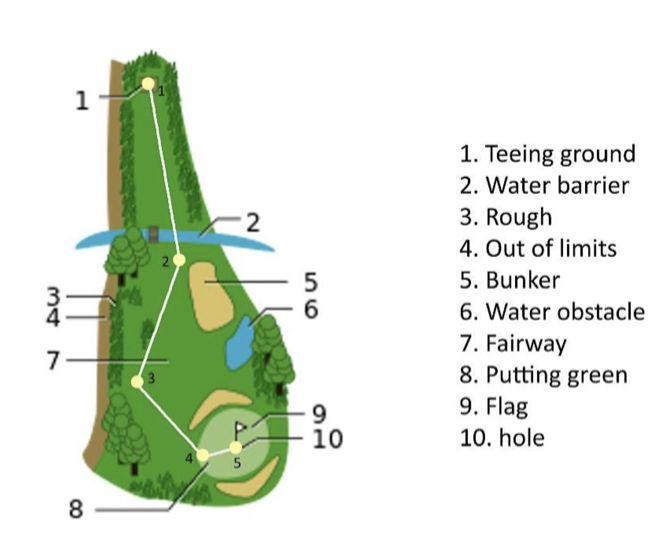 1
1
2
2
5
3
6
4
7
3
9
10
4
5
8
1. Teeing ground
2. Water barrier
3. Rough
4. Out of limits
5. Bunker
6. Water obstacle
7. Fairway
8. Putting green
9. Flag
10. hole